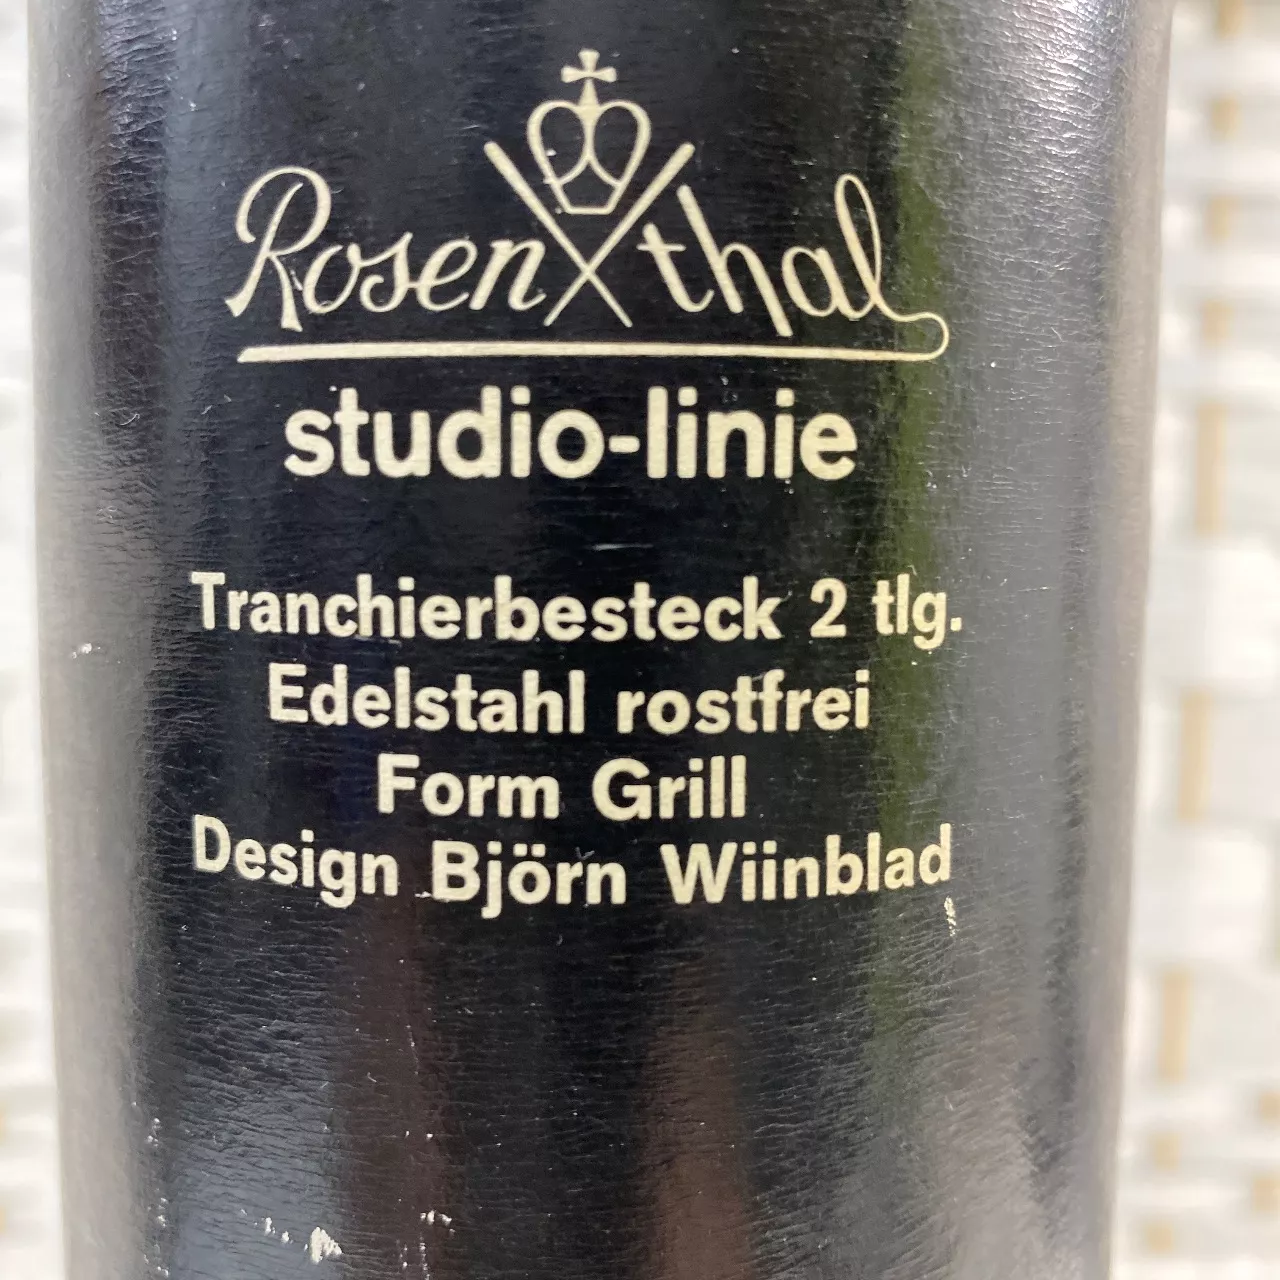 Rosenthal
studio-linie
Tranchierbesteck 2 tlg.
Edelstahl rostfrei
Form Grill
Design Björn Wiinblad